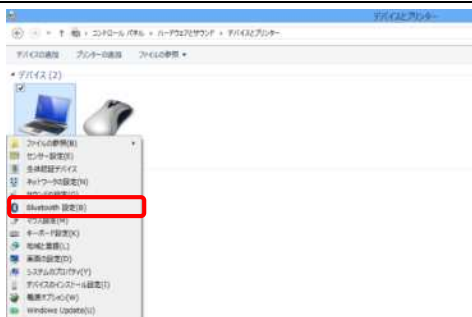 デバイスとプリンター
コントロール パネル ▸ ハードウェアとサウンド ▸ デバイスとプリンター
デバイスの追加 プリンターの追加 ファイルの参照
デバイス (2)
ファイルの参照(B)
センサー設定(E)
生体認証デバイス
ネットワークの設定(N)
サウンドの設定(S)
Bluetooth 設定(B)
マウス設定(M)
キーボード設定(K)
地域と言語(L)
画面の設定(D)
システムのプロパティ(Y)
デバイスのインストール設定(I)
電源オプション(W)
Windows Update(U)